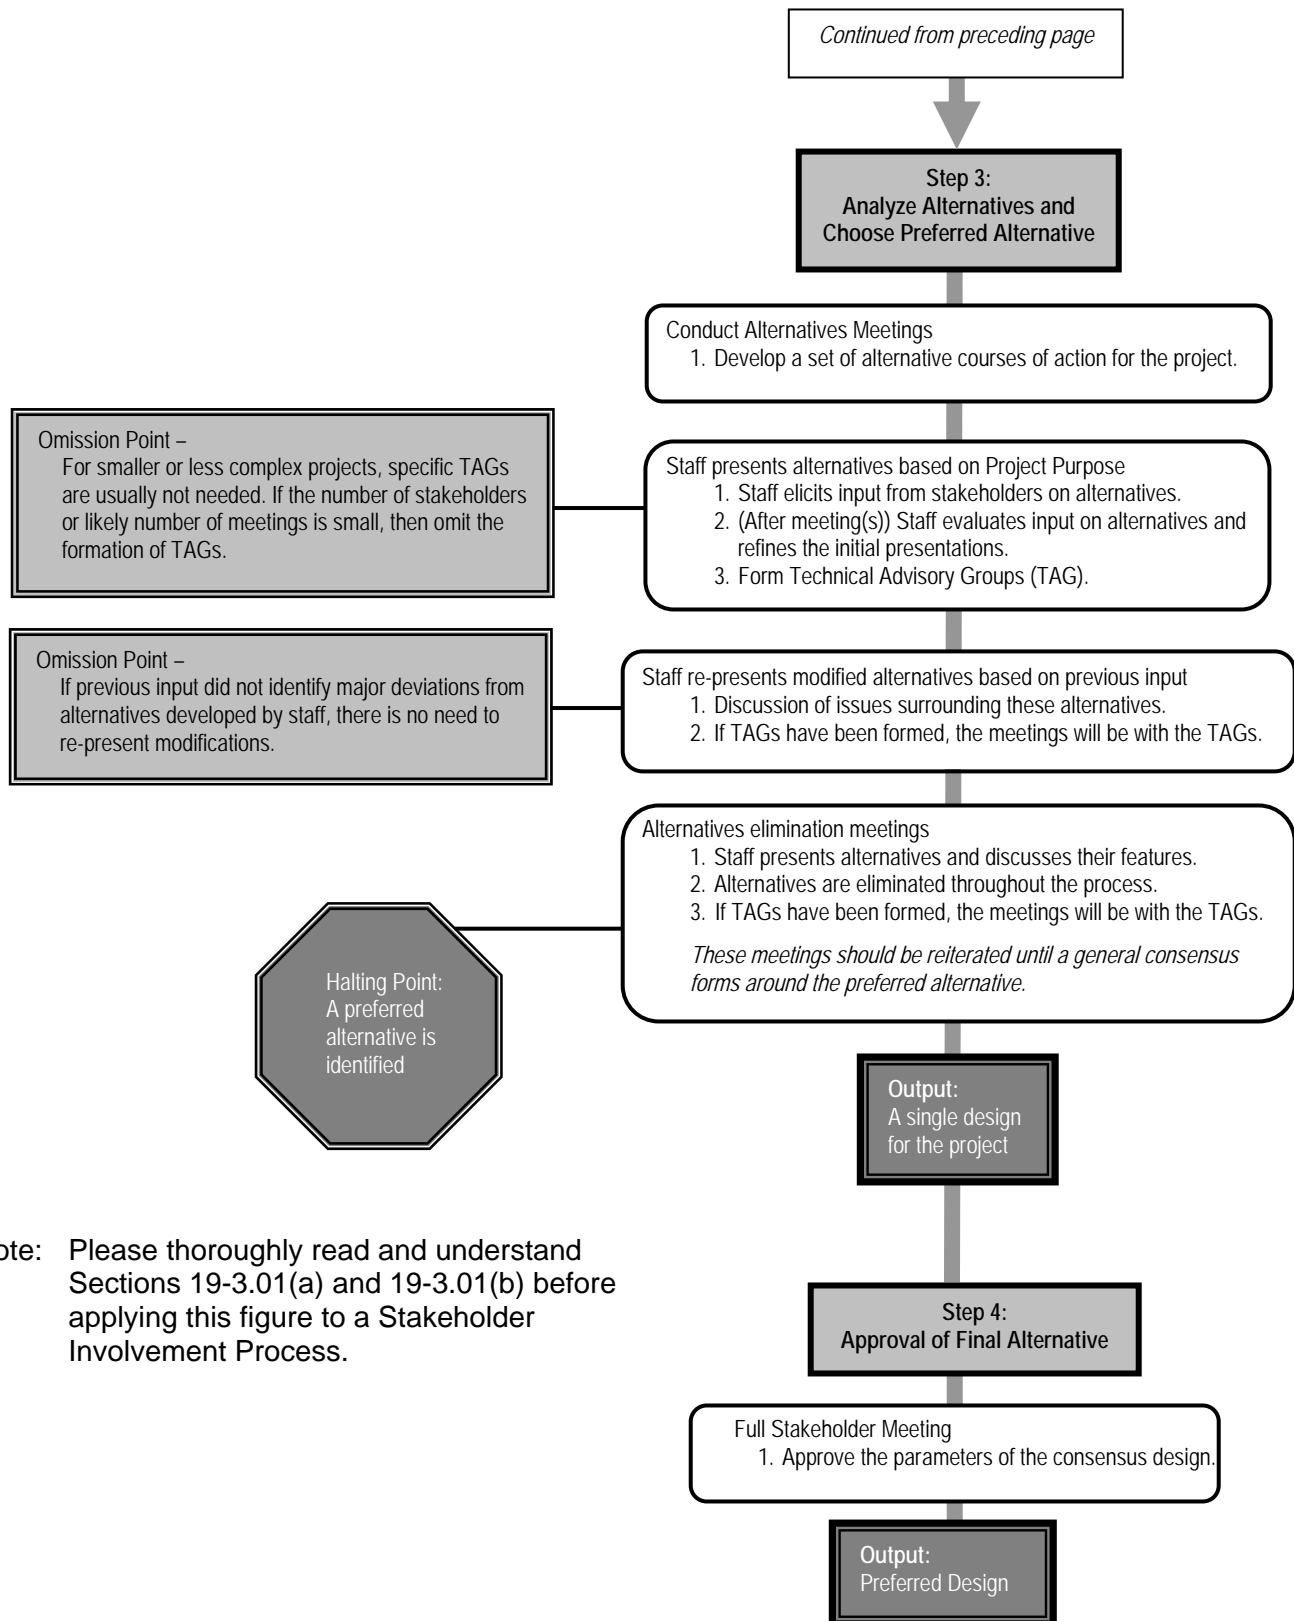 Continued from preceding page
Step 3:
Analyze Alternatives and
Choose Preferred Alternative
Conduct Alternatives Meetings
1. Develop a set of alternative courses of action for the project.
Omission Point –
For smaller or less complex projects, specific TAGs
are usually not needed. If the number of stakeholders
or likely number of meetings is small, then omit the
formation of TAGs.
Staff presents alternatives based on Project Purpose
1. Staff elicits input from stakeholders on alternatives.
2. (After meeting(s)) Staff evaluates input on alternatives and
refines the initial presentations.
3. Form Technical Advisory Groups (TAG).
Omission Point –
If previous input did not identify major deviations from
alternatives developed by staff, there is no need to
re-present modifications.
Staff re-presents modified alternatives based on previous input
1. Discussion of issues surrounding these alternatives.
2. If TAGs have been formed, the meetings will be with the TAGs.
Alternatives elimination meetings
1. Staff presents alternatives and discusses their features.
2. Alternatives are eliminated throughout the process.
3. If TAGs have been formed, the meetings will be with the TAGs.
These meetings should be reiterated until a general consensus
forms around the preferred alternative.
Halting Point:
A preferred
alternative is
identified
Output:
A single design
for the project
ote: Please thoroughly read and understand
Sections 19-3.01(a) and 19-3.01(b) before
applying this figure to a Stakeholder
Involvement Process.
Step 4:
Approval of Final Alternative
Full Stakeholder Meeting
1. Approve the parameters of the consensus design.
Output:
Preferred Design